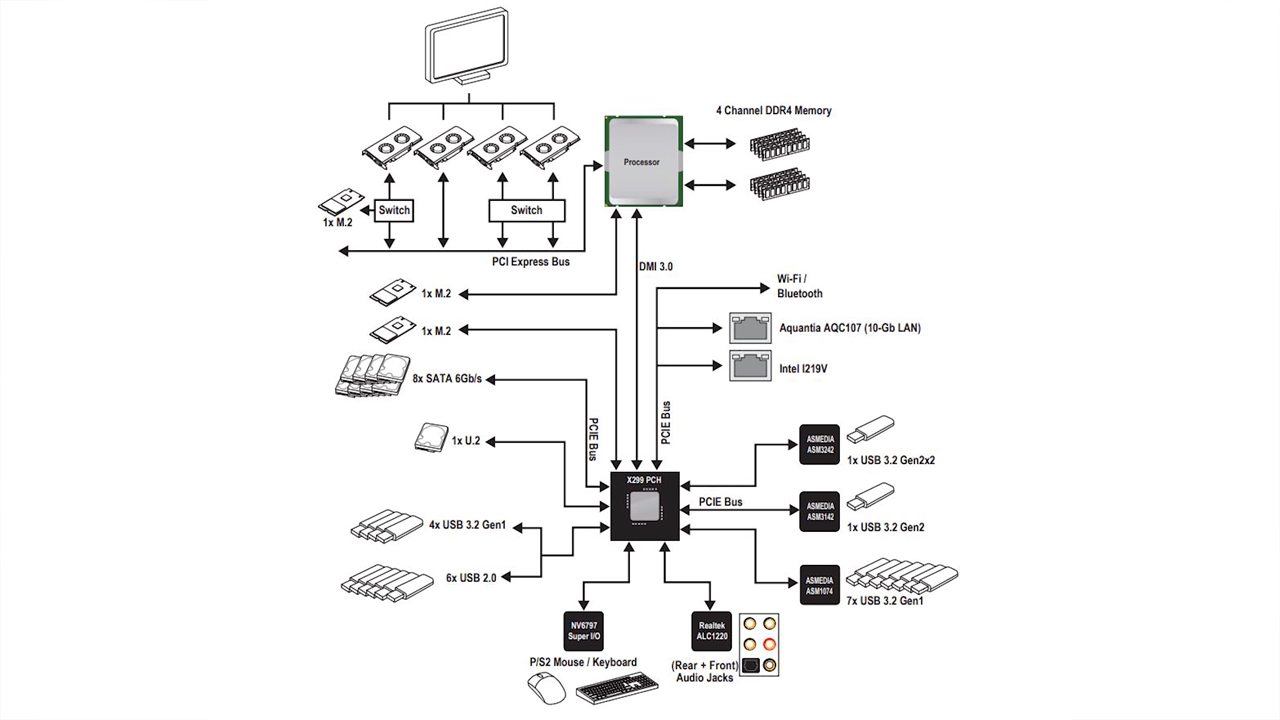 4 Channel DDR4 Memory
Processor
Switch
Switch
1x M.2
PCI Express Bus
DMI 3.0
1x M.2
Wi-Fi /
Bluetooth
1x M.2
Aquantia AQC107 (10-Gb LAN)
8x SATA 6Gb/s
Intel I219V
PCIE Bus
PCIE Bus
1x U.2
ASMEDIA
ASM3242
1x USB 3.2 Gen2x2
X299 PCH
PCIE Bus
ASMEDIA
ASM3142
1x USB 3.2 Gen2
4x USB 3.2 Gen1
6x USB 2.0
ASMEDIA
ASM1074
7x USB 3.2 Gen1
NV6797
Super I/O
Realtek
ALC1220
P/S2 Mouse / Keyboard
(Rear + Front)
Audio Jacks